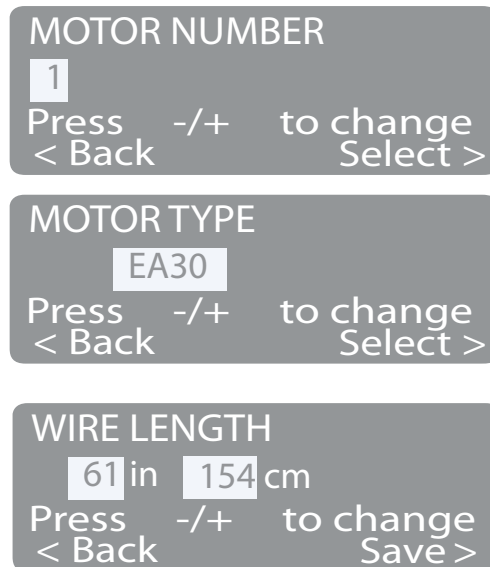 MOTOR NUMBER
1
Press -/+ to change
< Back Select >
MOTOR TYPE
EA30
Press -/+ to change
< Back Select >
WIRE LENGTH
61 in 154 cm
Press -/+ to change
< Back Save >